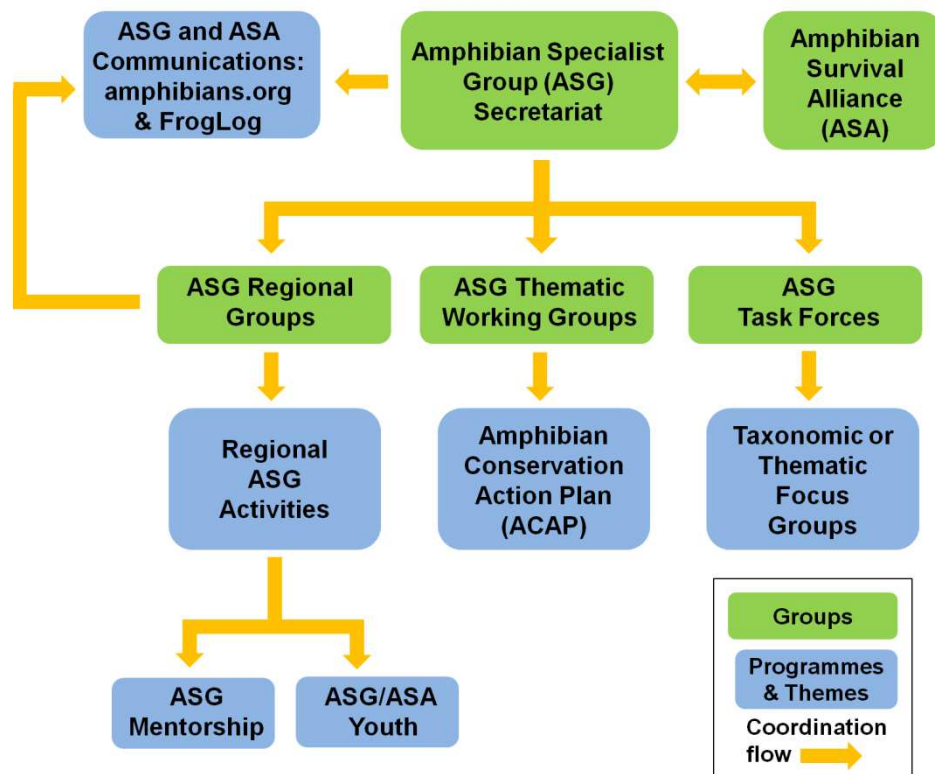 ASG and ASA
Communications:
amphibians.org
& FrogLog
Amphibian Specialist
Group (ASG)
Secretariat
Amphibian
Survival
Alliance
(ASA)
ASG Regional
Groups
ASG Thematic
Working Groups
ASG
Task Forces
Regional
ASG
Activities
Amphibian
Conservation
Action Plan
(ACAP)
Taxonomic or
Thematic
Focus
Groups
ASG
Mentorship
ASG/ASA
Youth
Groups
Programmes
& Themes
Coordination
flow